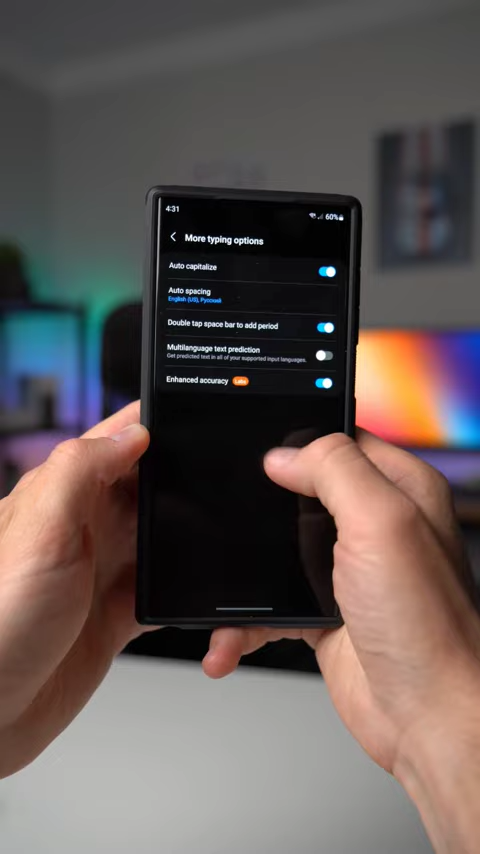 4:31
60%
More typing options
Auto capitalize
Auto spacing
English (US), Русский
Double tap space bar to add period
Multilanguage text prediction
Get predicted text in all of your supported input languages.
Enhanced accuracy Labs